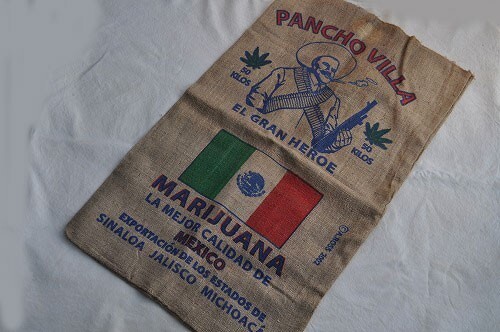 PANCHO VILLA
50 KILOS
50 KILOS
EL GRAN HEROE
MARIJUANA
LA MEJOR CALIDAD DE
MEXICO
EXPORTACION DE LOS ESTADOS DE
SINALOA JALISCO MICHOACA
2002